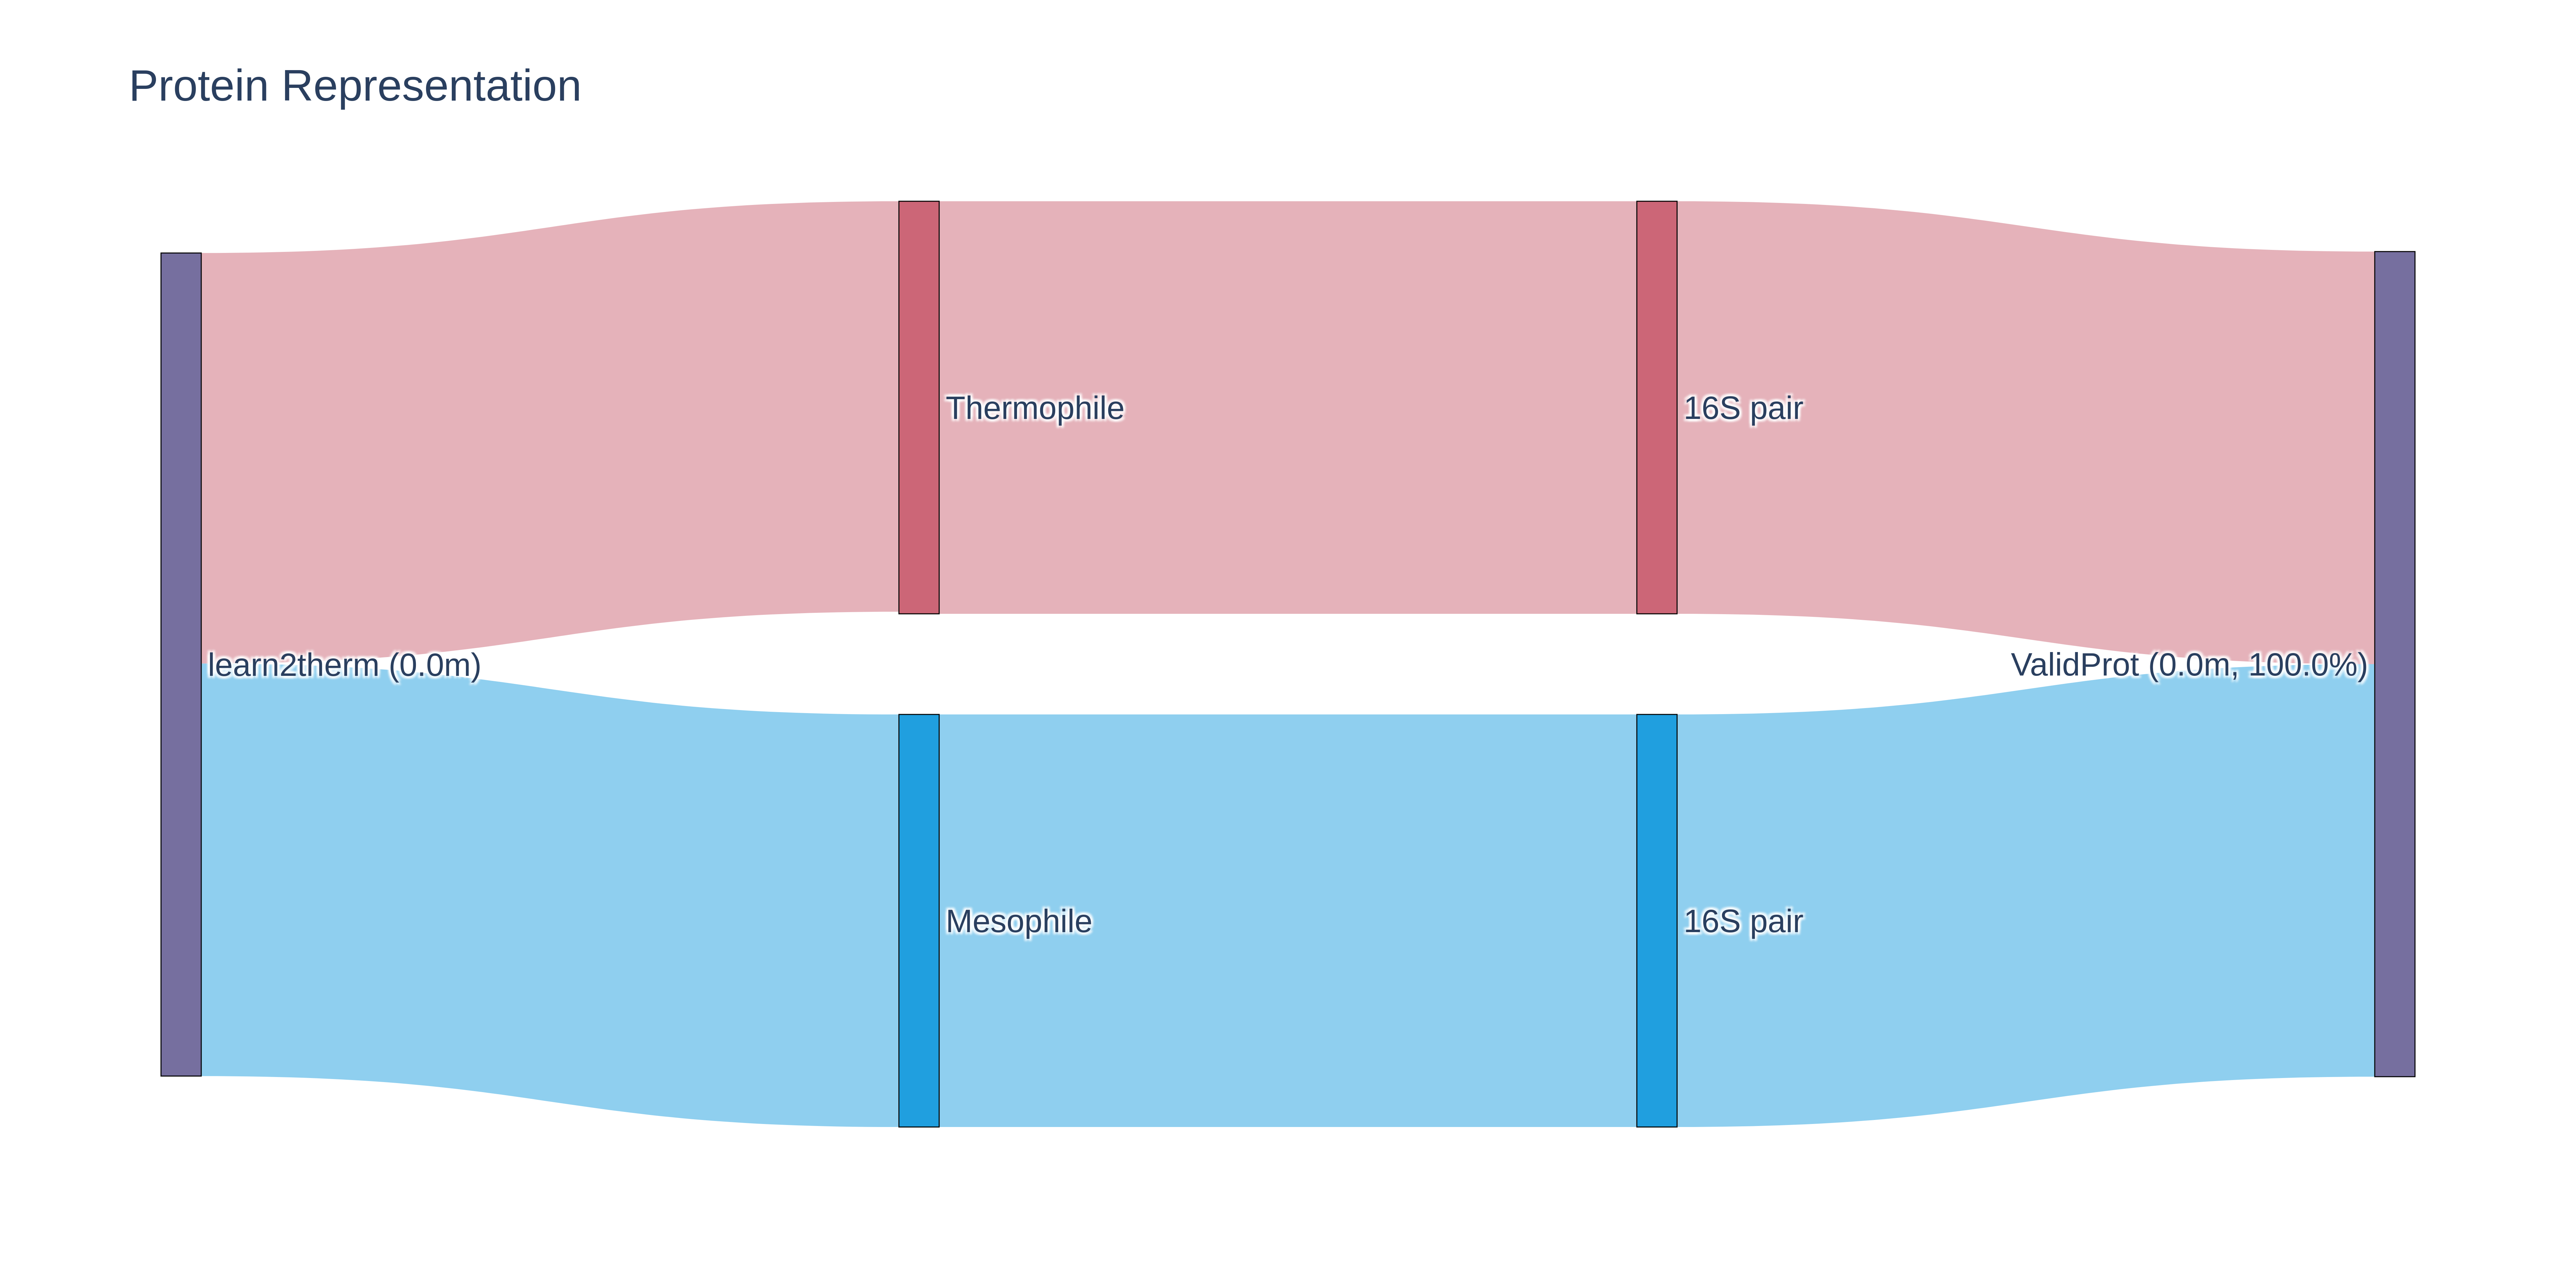 Protein Representation
Thermophile
16S pair
learn2therm (0.0m)
ValidProt (0.0m, 100.0%)
Mesophile
16S pair